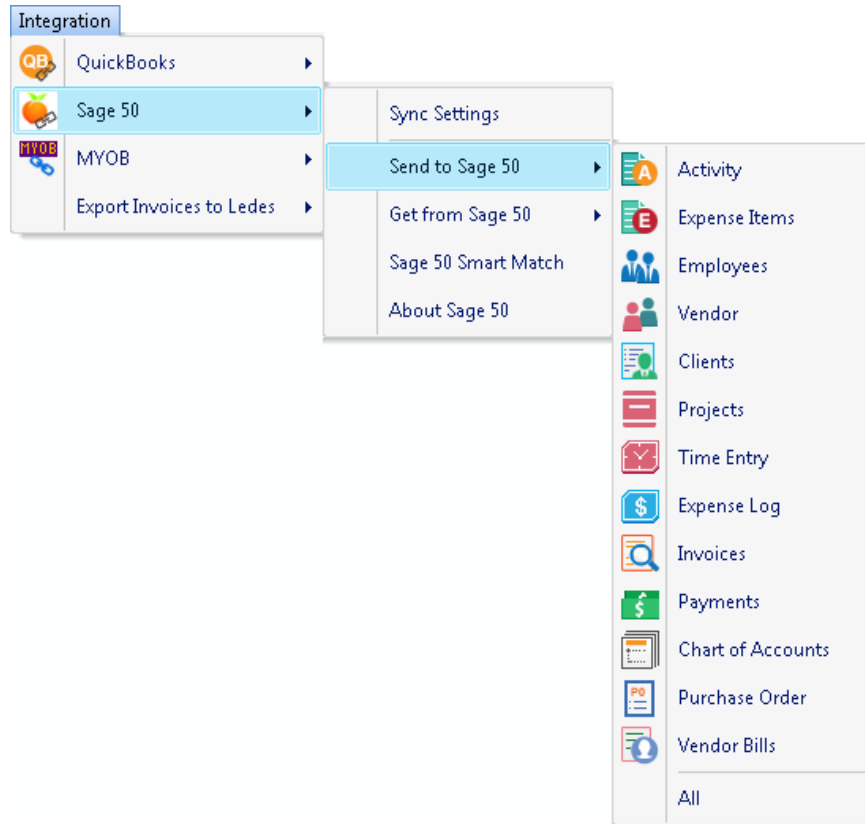 Integration
QB
QuickBooks
Sage 50
MYOB
MYOB
Export Invoices to Ledes
Sync Settings
Send to Sage 50
Get from Sage 50
Sage 50 Smart Match
About Sage 50
A
Activity
E
Expense Items
Employees
Vendor
Clients
Projects
Time Entry
$
Expense Log
Invoices
$
Payments
Chart of Accounts
PO
Purchase Order
Vendor Bills
All